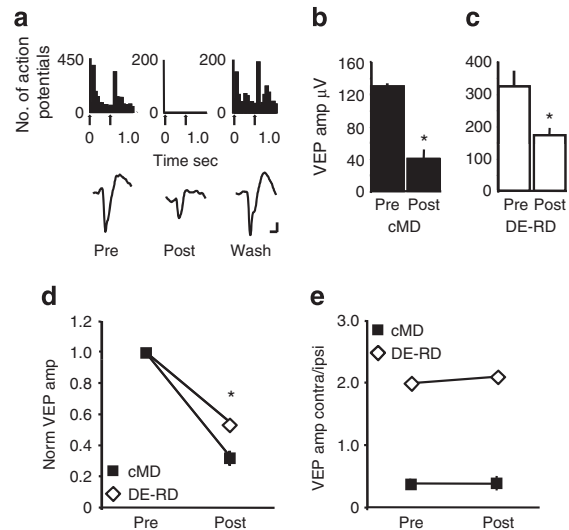 a
No. of action
potentials
450
0
200
0
200
0
0 1.0
0 1.0
0 1.0
Time sec
Pre
Post
Wash
b
VEP amp µV
160
120
80
40
0
*
Pre Post
cMD
c
400
300
200
100
0
*
Pre Post
DE-RD
d
Norm VEP amp
1.2
1
0.8
0.6
0.4
0.2
0
*
cMD
DE-RD
Pre
Post
e
VEP amp contra/ipsi
3.0
2.0
1.0
0
cMD
DE-RD
Pre
Post